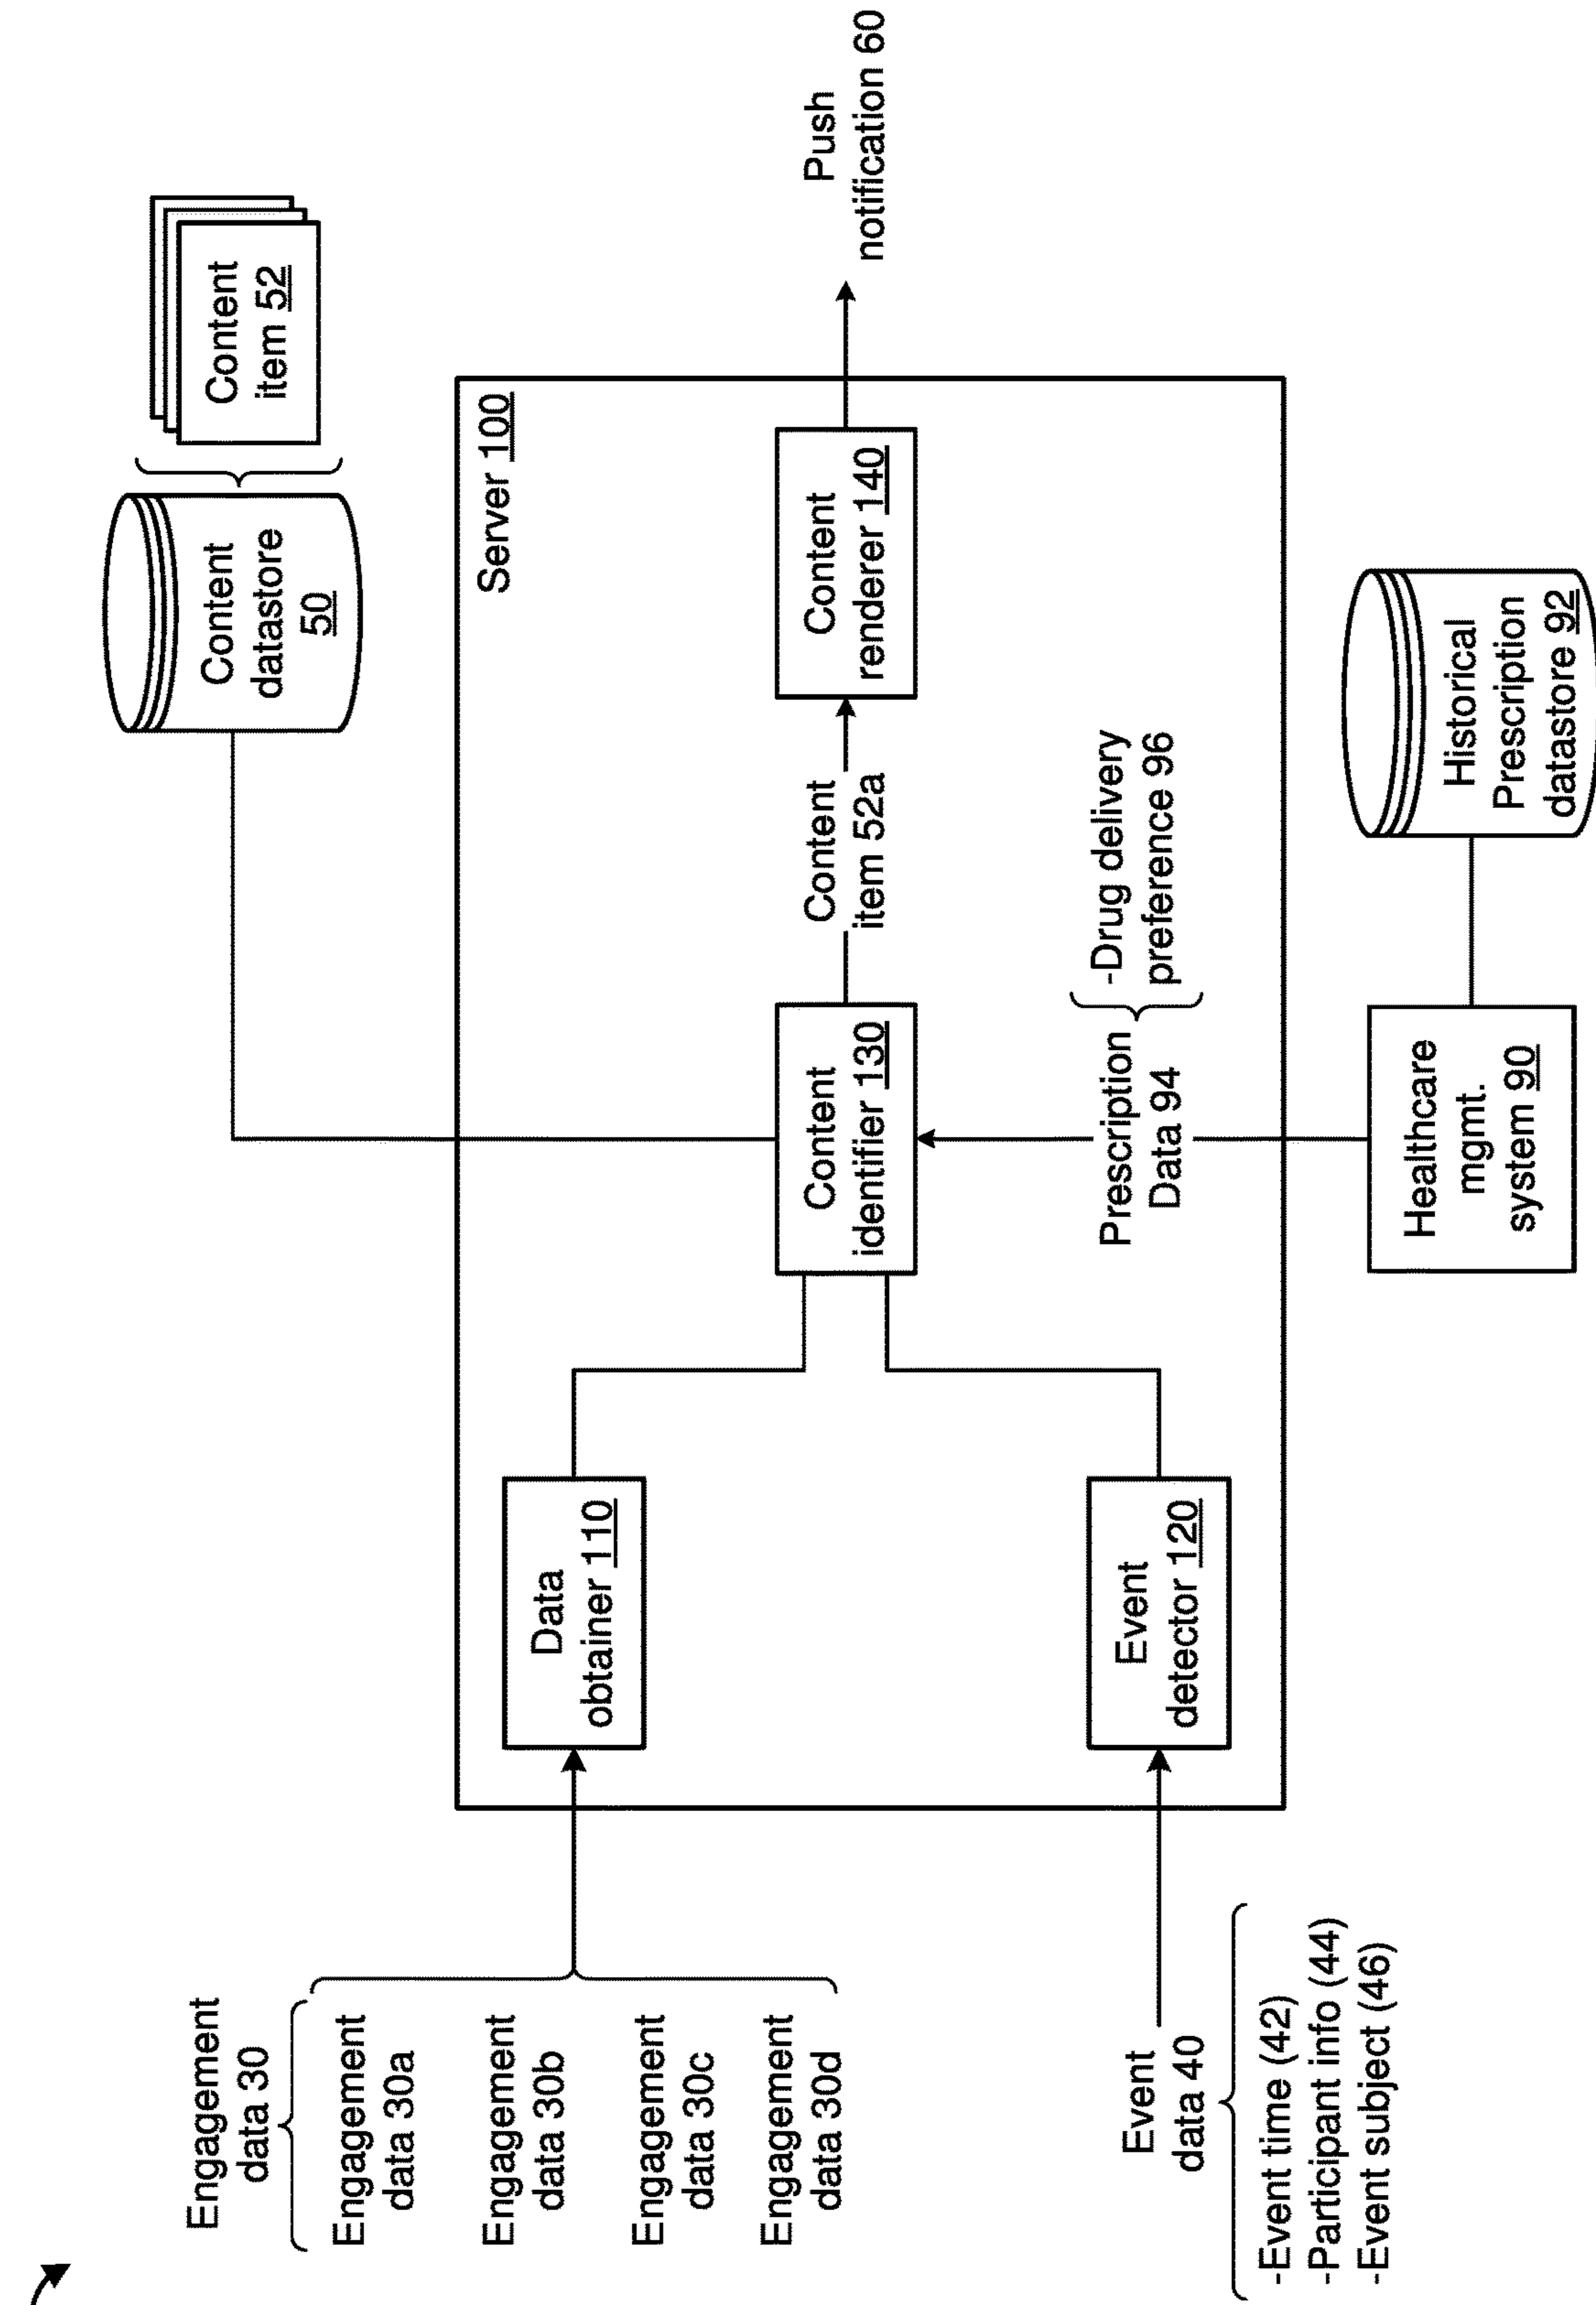 Engagement
data 30
Engagement
data 30a
Engagement
data 30b
Engagement
data 30c
Engagement
data 30d
Event
data 40
-Event time (42)
-Participant info (44)
-Event subject (46)
Server 100
Data
obtainer 110
Event
detector 120
Content
identifier 130
Content
item 52a
Content
renderer 140
Push
notification 60
Content
datastore
50
Content
item 52
Prescription
Data 94
-Drug delivery
preference 96
Healthcare
mgmt.
system 90
Historical
Prescription
datastore 92